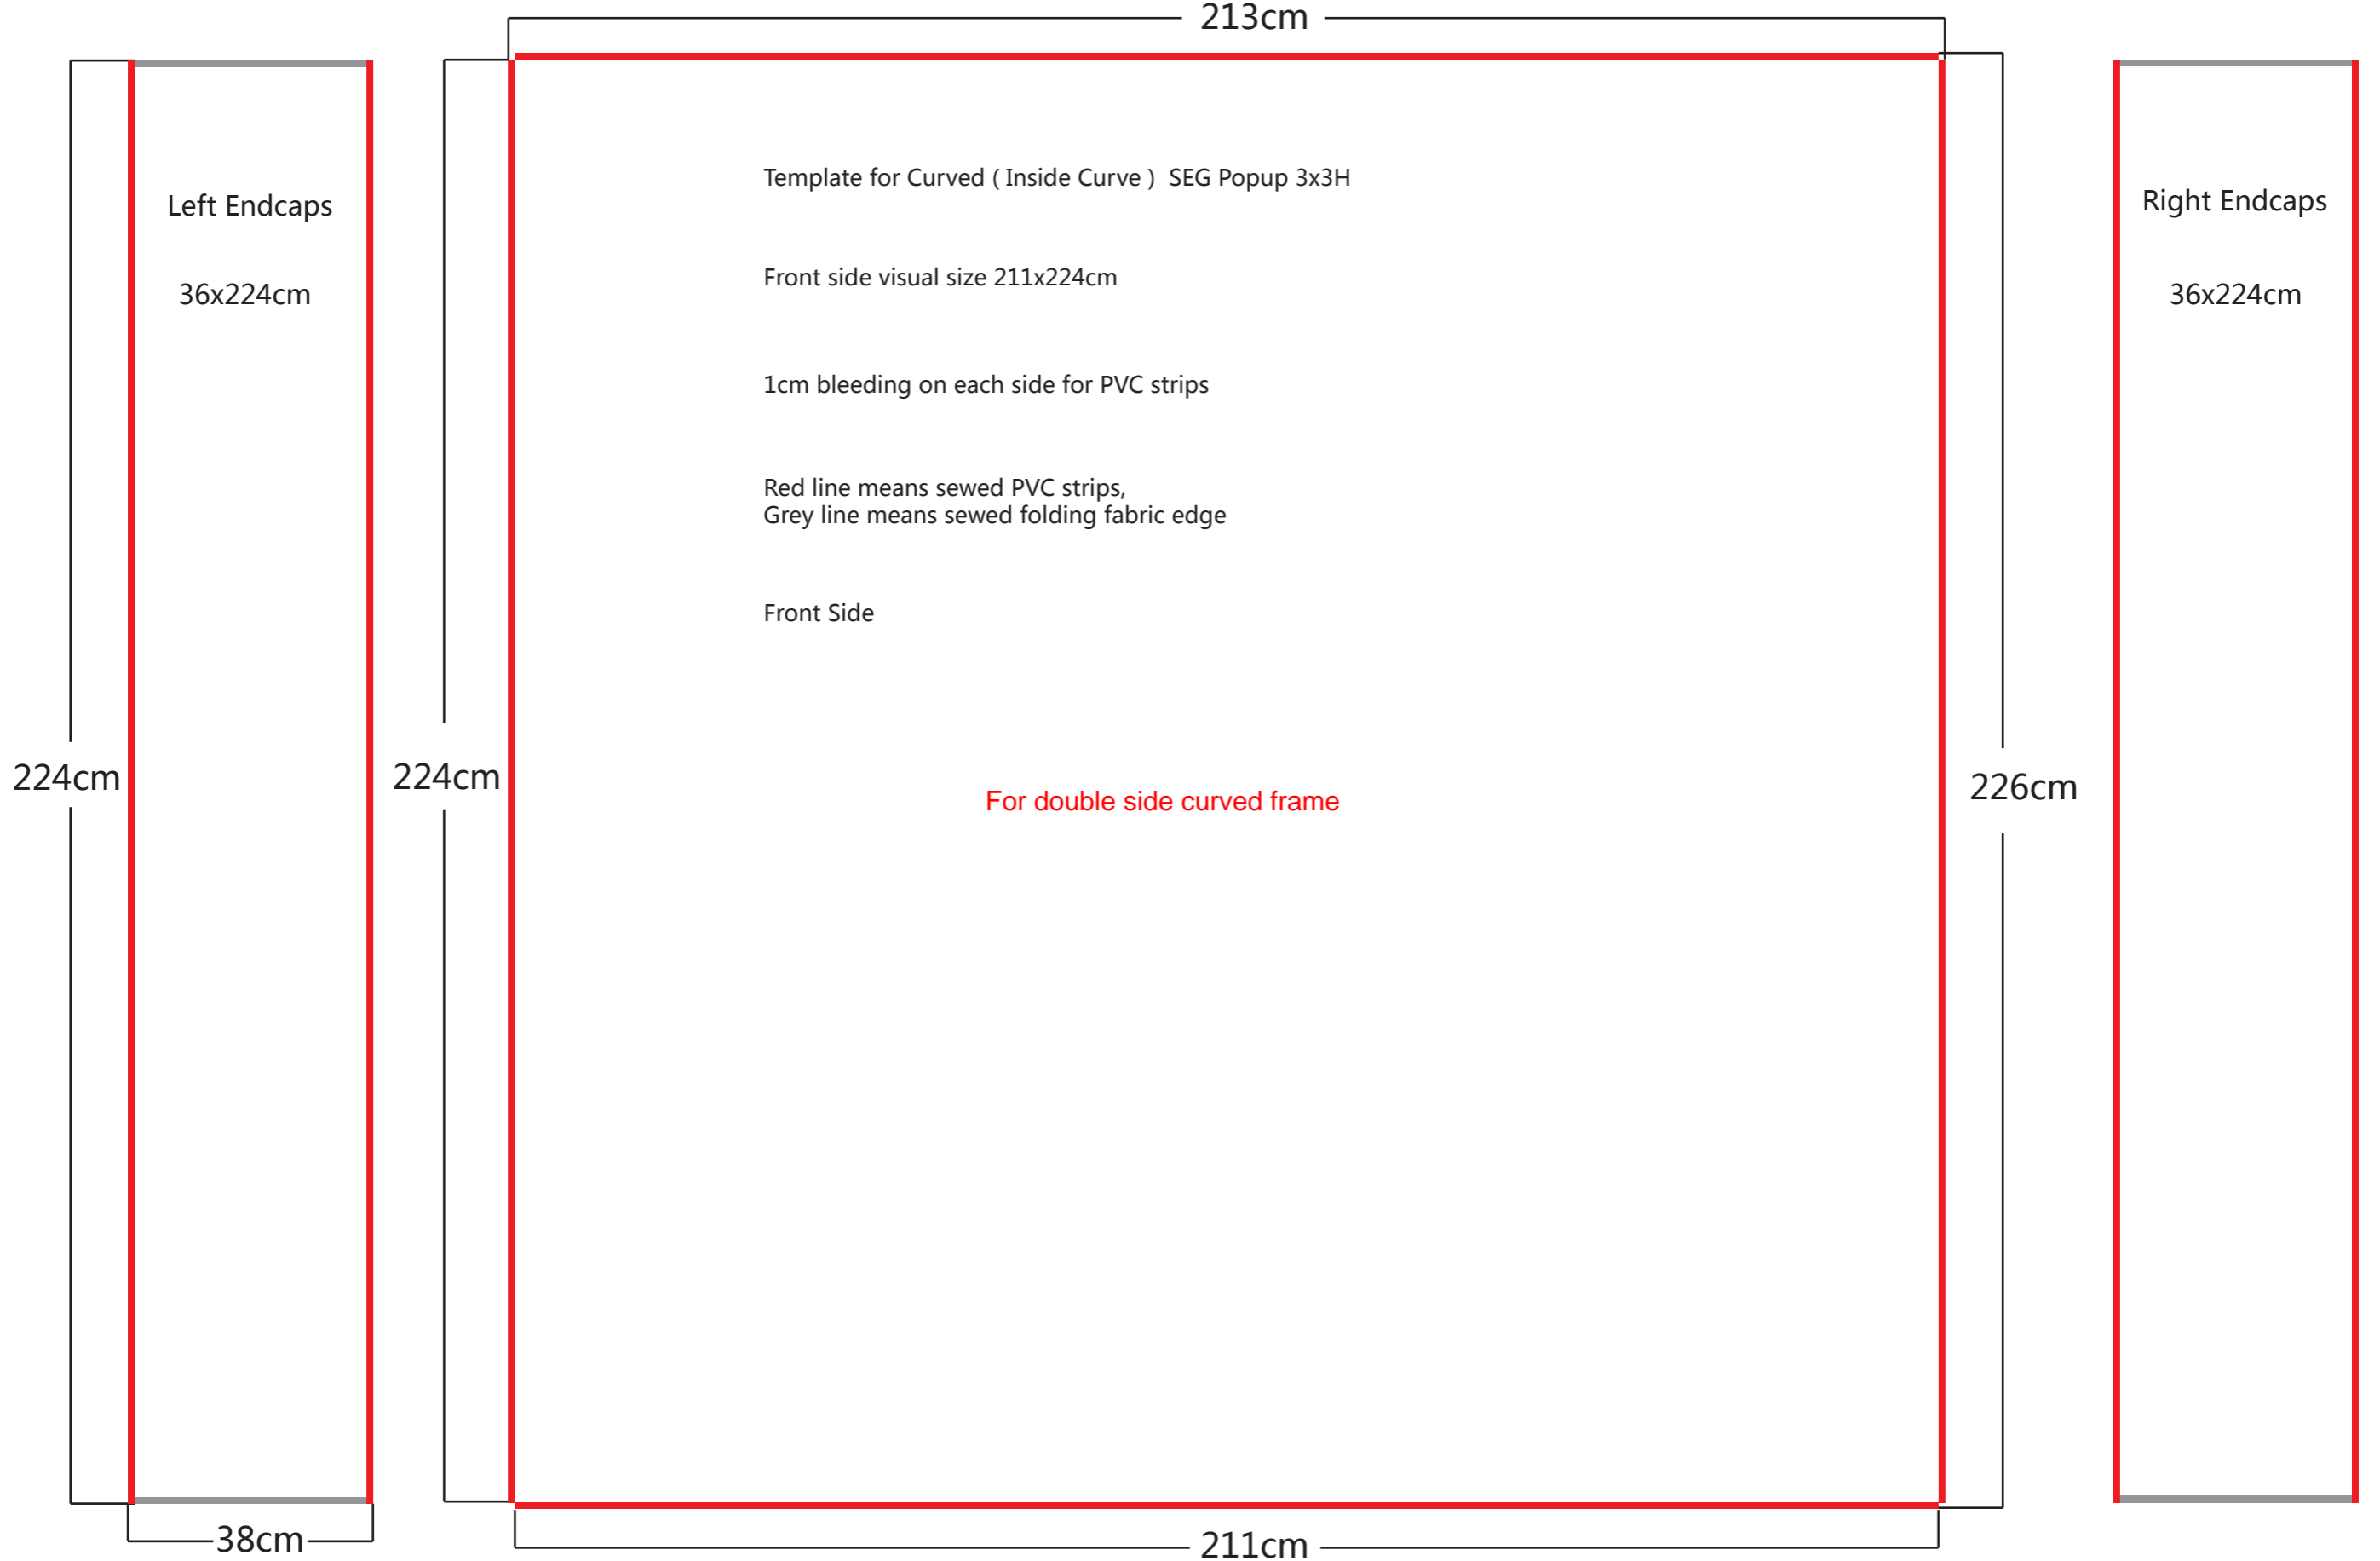 213cm
Template for Curved ( Inside Curve )  SEG Popup 3x3H
Left Endcaps
Right Endcaps
Front side visual size 211x224cm
36x224cm
36x224cm
1cm bleeding on each side for PVC strips
Red line means sewed PVC strips,
Grey line means sewed folding fabric edge
Front Side
224cm
224cm
For double side curved frame
226cm
38cm
211cm